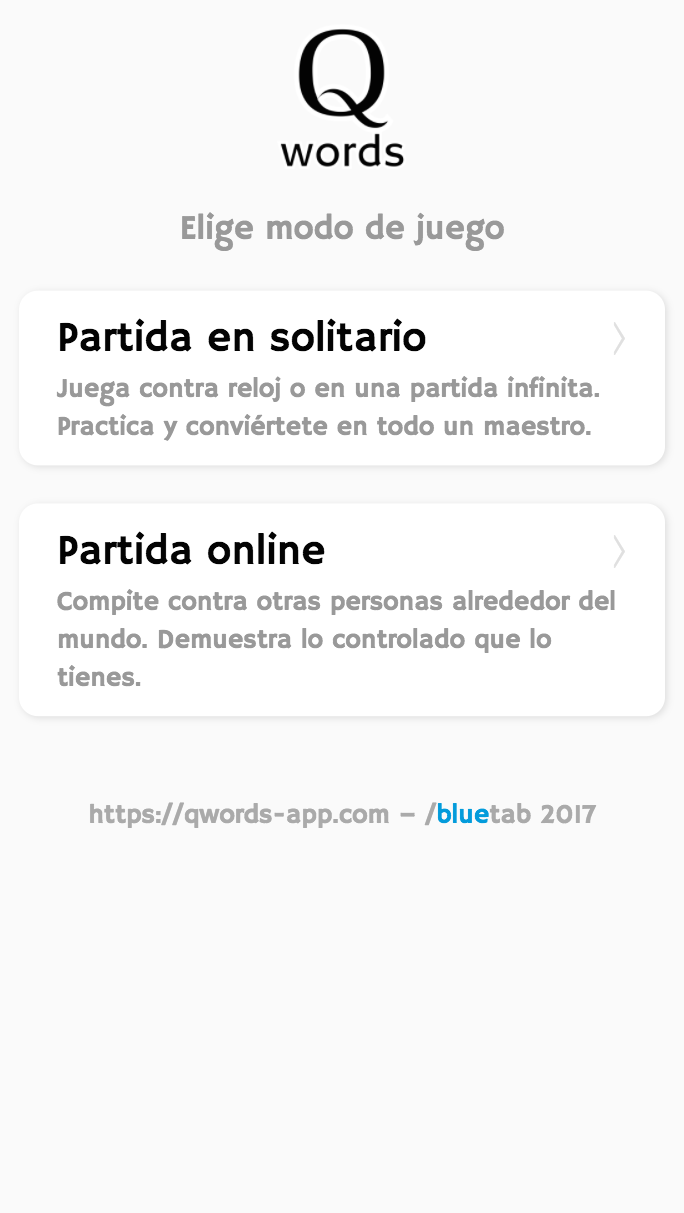 Q
words
Elige modo de juego
Partida en solitario
Juega contra reloj o en una partida infinita.
Practica y conviértete en todo un maestro.
Partida online
Compite contra otras personas alrededor del
mundo. Demuestra lo controlado que lo
tienes.
https://qwords-app.com – /bluetab 2017